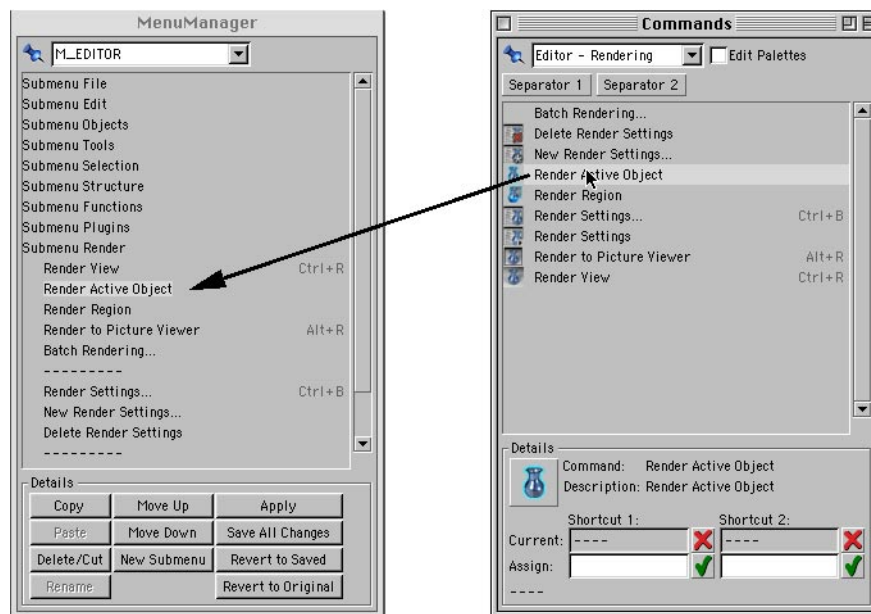 MenuManager
M_EDITOR
Submenu File
Submenu Edit
Submenu Objects
Submenu Tools
Submenu Selection
Submenu Structure
Submenu Functions
Submenu Plugins
Submenu Render
Render View Ctrl+R
Render Active Object
Render Region
Render to Picture Viewer Alt+R
Batch Rendering...
---------
Render Settings... Ctrl+B
New Render Settings...
Delete Render Settings
---------
Details
Copy Move Up Apply
Paste Move Down Save All Changes
Delete/Cut New Submenu Revert to Saved
Rename Revert to Original
Commands
Editor - Rendering Edit Palettes
Separator 1 Separator 2
Batch Rendering...
Delete Render Settings
New Render Settings...
Render Active Object
Render Region
Render Settings... Ctrl+B
Render Settings
Render to Picture Viewer Alt+R
Render View Ctrl+R
Details
Command: Render Active Object
Description: Render Active Object
Shortcut 1: Shortcut 2:
Current: ---- ----
Assign:
----